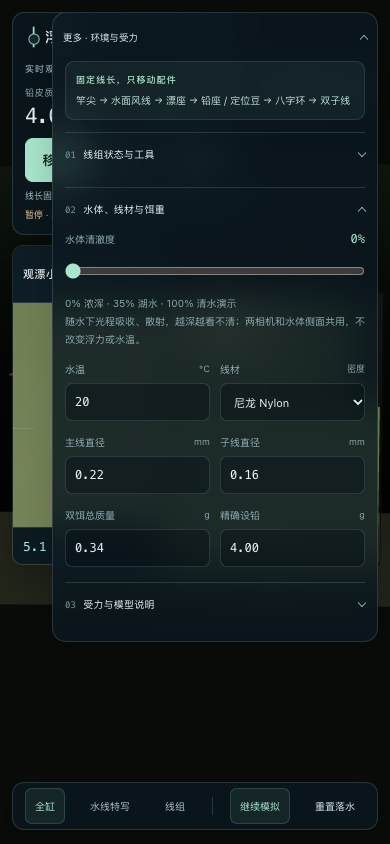 浮
更多 · 环境与受力
实时观
固定线长，只移动配件
竿尖 → 水面风线 → 漂座 → 铅座 / 定位豆 → 八字环 → 双子线
铅皮质
4.0
移
线长固
暂停 ·
01 线组状态与工具
02 水体、线材与饵重
水体清澈度 0%
观漂小
0% 浓浑 · 35% 湖水 · 100% 清水演示
随水下光程吸收、散射，越深越看不清；两相机和水体侧面共用，不
改变浮力或水温。
水温 °C 线材 密度
20 尼龙 Nylon
主线直径 mm 子线直径 mm
0.22 0.16
双饵总质量 g 精确设铅 g
5.1 0.34 4.00
03 受力与模型说明
全缸 水线特写 线组 继续模拟 重置落水